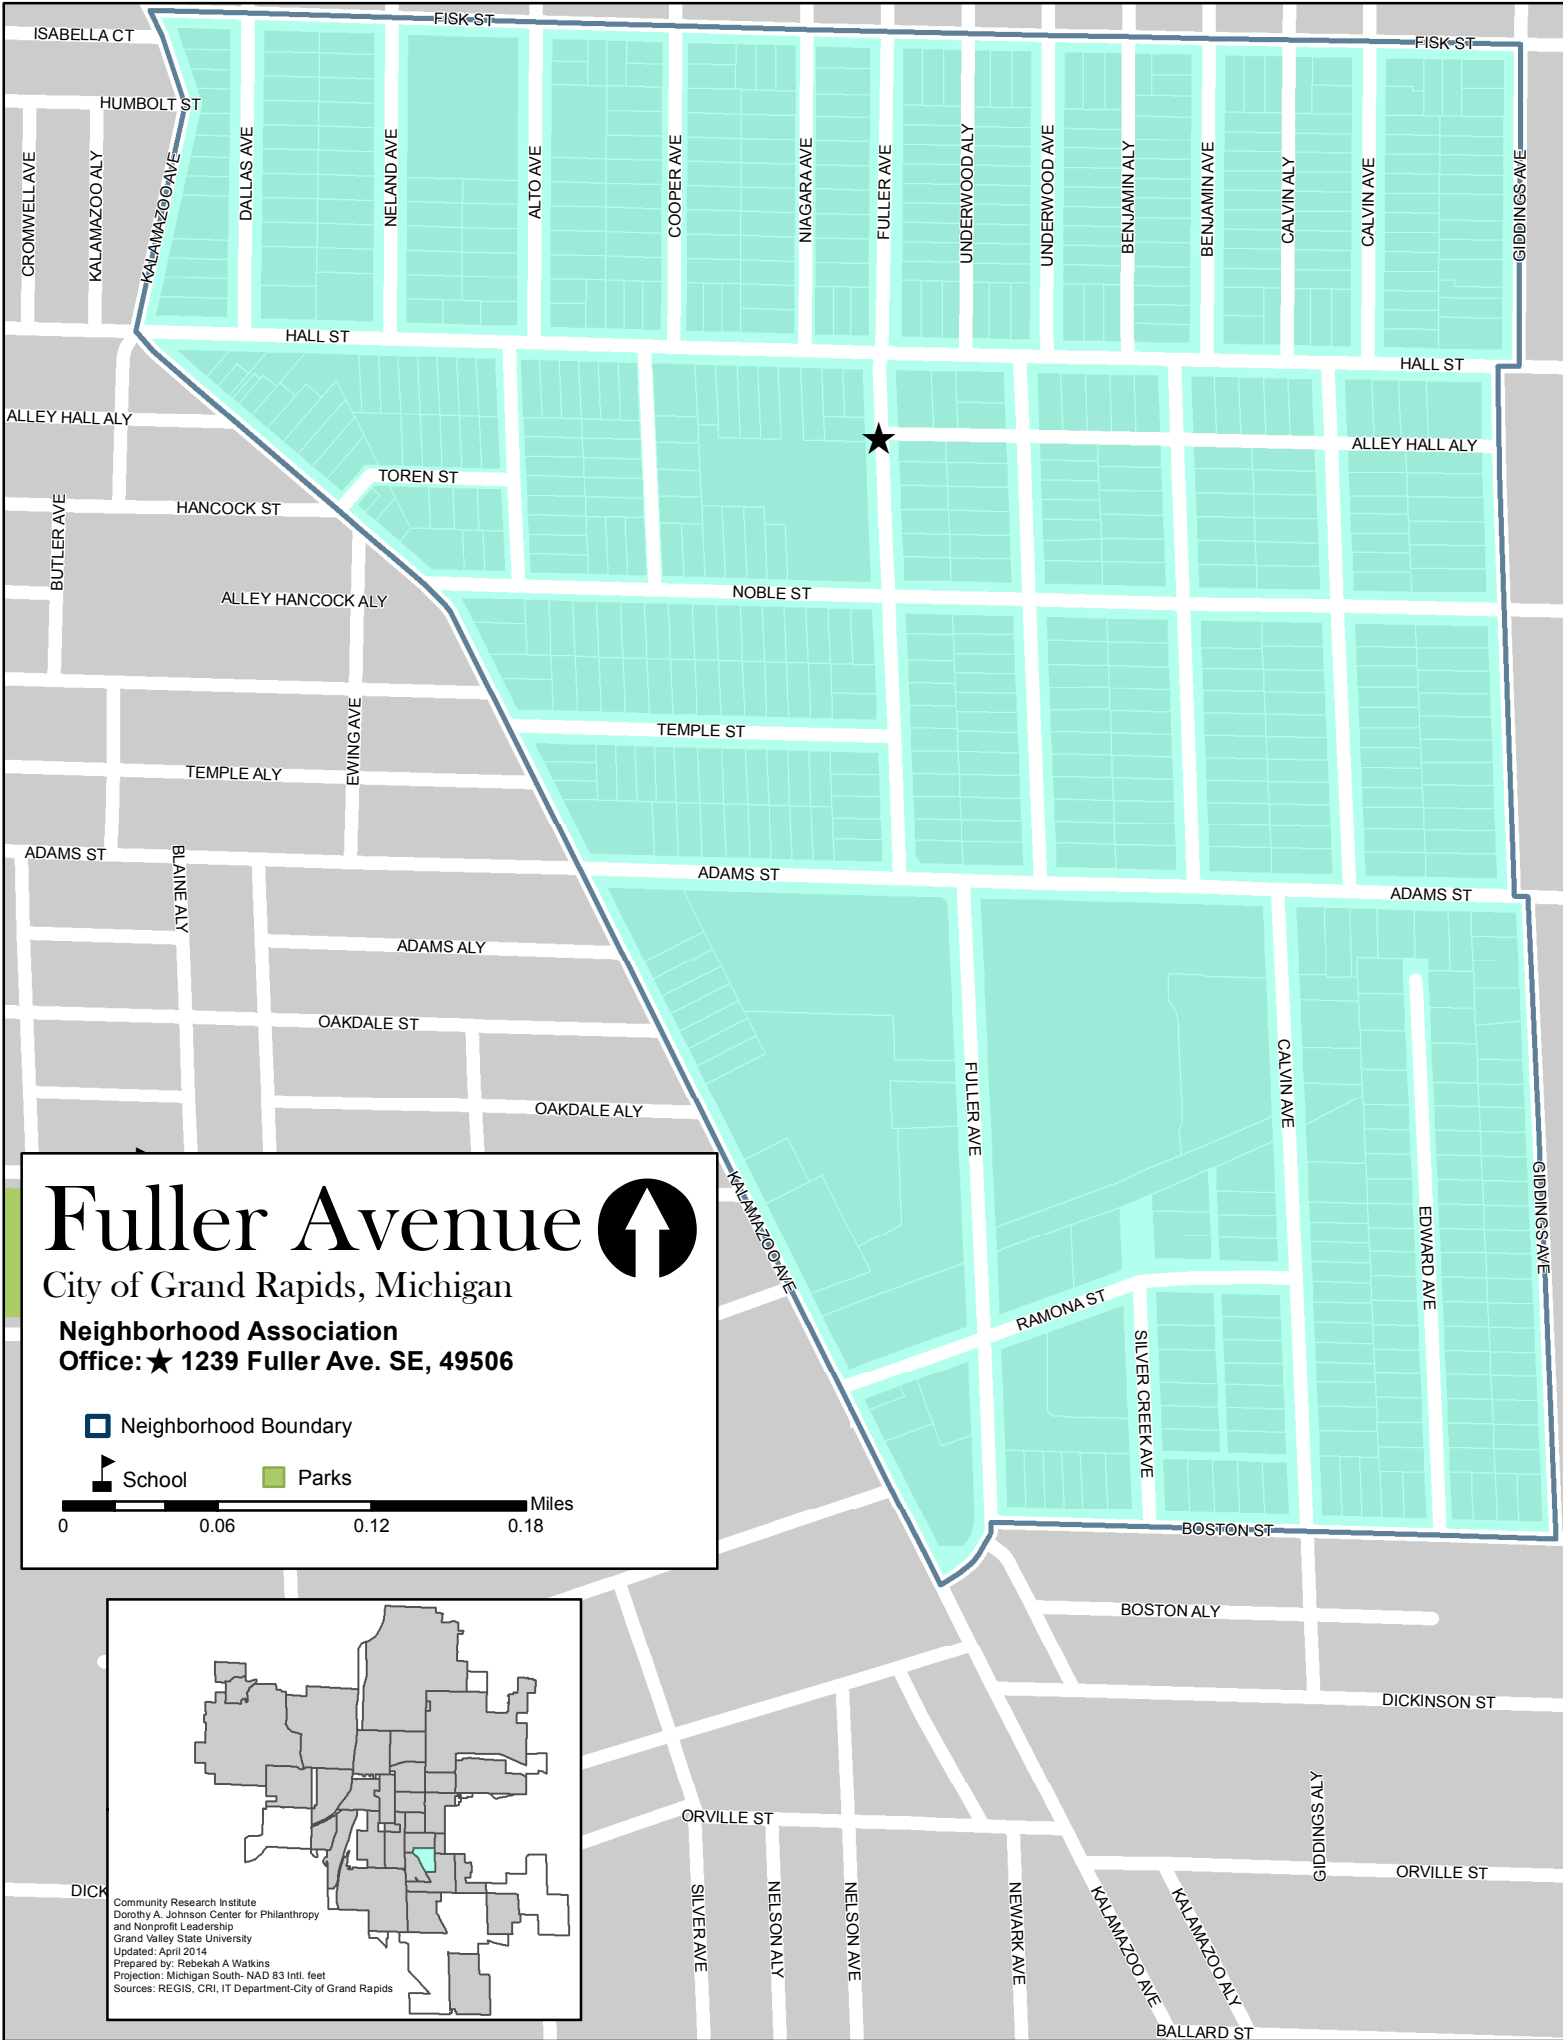 FISK ST
ISABELLA CT
FISK ST
HUMBOLT ST
CROMWELL AVE
KALAMAZOO ALY
KALAMAZOO AVE
DALLAS AVE
NELAND AVE
ALTO AVE
COOPER AVE
NIAGARA AVE
FULLER AVE
UNDERWOOD ALY
UNDERWOOD AVE
BENJAMIN ALY
BENJAMIN AVE
CALVIN ALY
CALVIN AVE
GIDDINGS AVE
HALL ST
HALL ST
ALLEY HALL ALY
ALLEY HALL ALY
TOREN ST
HANCOCK ST
BUTLER AVE
ALLEY HANCOCK ALY
NOBLE ST
EWING AVE
TEMPLE ST
TEMPLE ALY
ADAMS ST
BLAINE ALY
ADAMS ST
ADAMS ST
ADAMS ALY
OAKDALE ST
OAKDALE ALY
FULLER AVE
CALVIN AVE
KALAMAZOO AVE
EDWARD AVE
GIDDINGS AVE
RAMONA ST
SILVER CREEK AVE
BOSTON ST
Fuller Avenue
City of Grand Rapids, Michigan
Neighborhood Association
Office: ★ 1239 Fuller Ave. SE, 49506
Neighborhood Boundary
School
Parks
Miles
0 0.06 0.12 0.18
BOSTON ALY
DICKINSON ST
GIDDINGS ALY
ORVILLE ST
ORVILLE ST
DICK
SILVER AVE
NELSON ALY
NELSON AVE
NEWARK AVE
KALAMAZOO AVE
KALAMAZOO ALY
BALLARD ST
Community Research Institute
Dorothy A. Johnson Center for Philanthropy
and Nonprofit Leadership
Grand Valley State University
Updated: April 2014
Prepared by: Rebekah A Watkins
Projection: Michigan South- NAD 83 Intl. feet
Sources: REGIS, CRI, IT Department-City of Grand Rapids